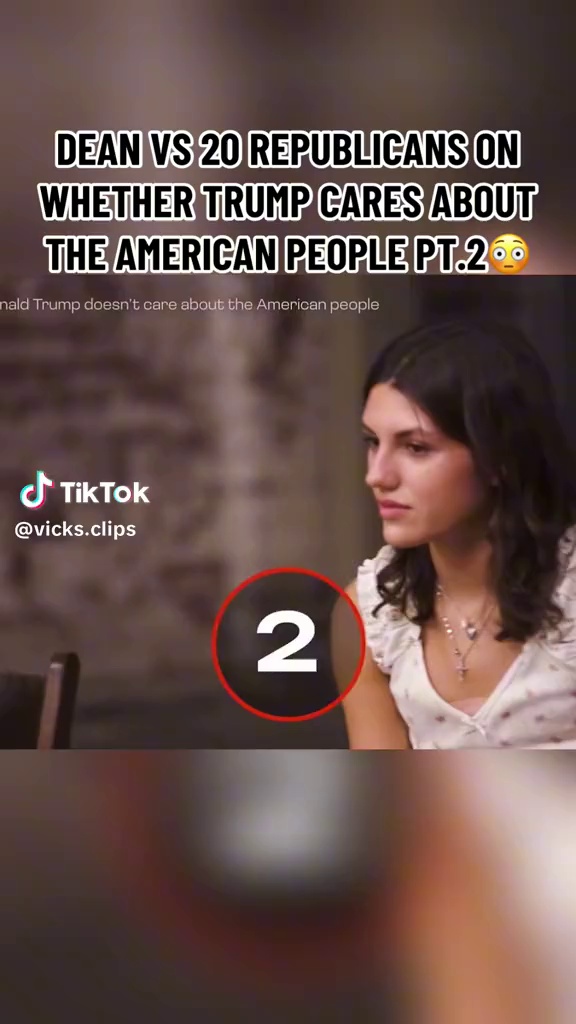 DEAN VS 20 REPUBLICANS ON
WHETHER TRUMP CARES ABOUT
THE AMERICAN PEOPLE PT.2😳
nald Trump doesn't care about the American people
TikTok
@vicks.clips
2